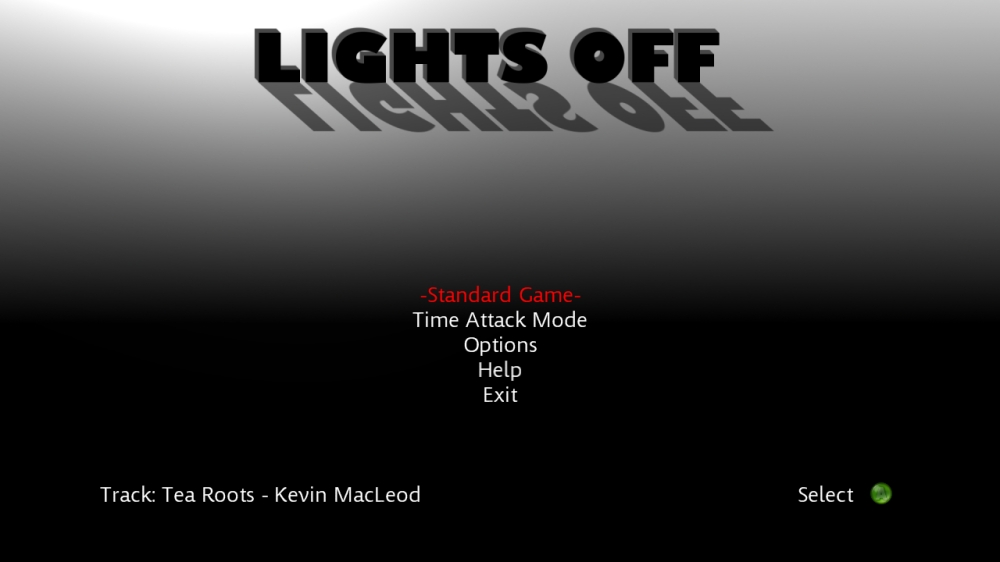 LIGHTS OFF
-Standard Game-
Time Attack Mode
Options
Help
Exit
Track: Tea Roots - Kevin MacLeod
Select